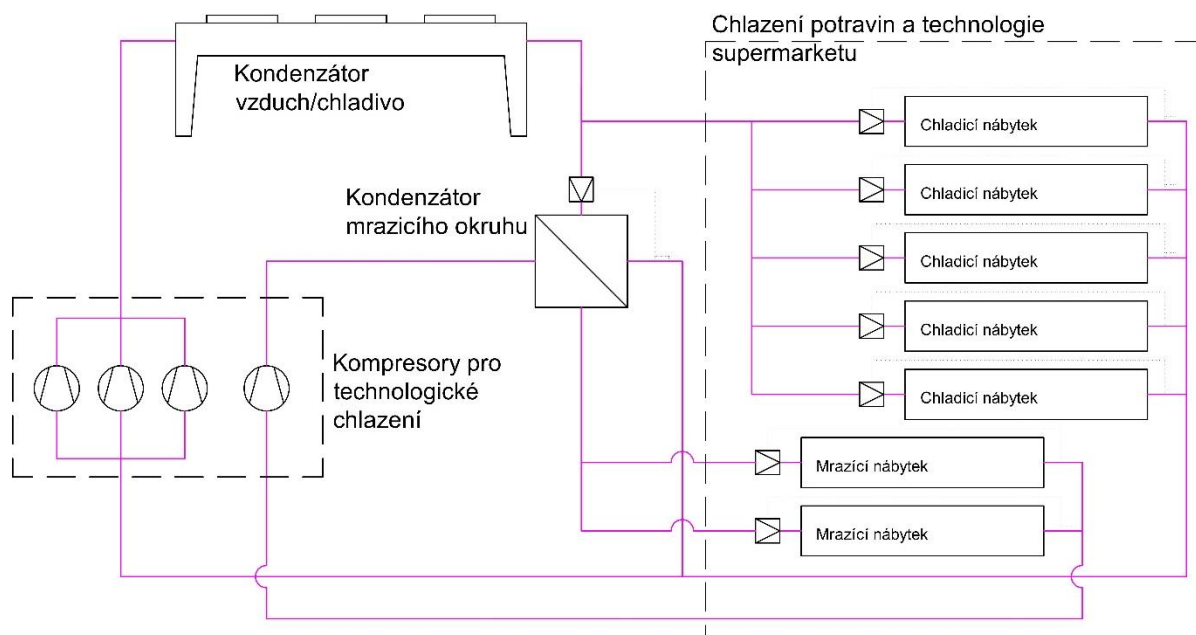 Chlazení potravin a technologie
supermarketu
Kondenzátor
vzduch/chladivo
Chladicí nábytek
Kondenzátor
mrazicího okruhu
Chladicí nábytek
Chladicí nábytek
Chladicí nábytek
Kompresory pro
technologické
chlazení
Chladicí nábytek
Mrazící nábytek
Mrazící nábytek